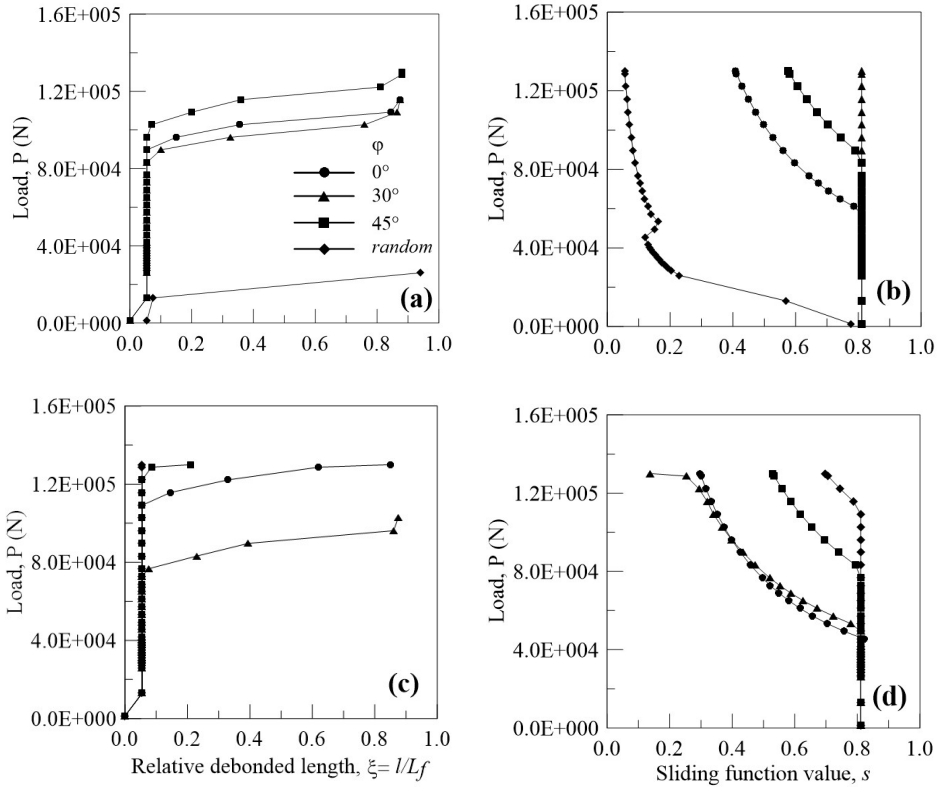 1.6E+005
1.2E+005
8.0E+004
4.0E+004
0.0E+000
Load, P (N)
0.0 0.2 0.4 0.6 0.8 1.0
φ
0°
30°
45°
random
(a)
1.6E+005
1.2E+005
8.0E+004
4.0E+004
0.0E+000
Load, P (N)
0.0 0.2 0.4 0.6 0.8 1.0
(b)
1.6E+005
1.2E+005
8.0E+004
4.0E+004
0.0E+000
Load, P (N)
0.0 0.2 0.4 0.6 0.8 1.0
Relative debonded length, ξ= l/Lf
(c)
1.6E+005
1.2E+005
8.0E+004
4.0E+004
0.0E+000
Load, P (N)
0.0 0.2 0.4 0.6 0.8 1.0
Sliding function value, s
(d)